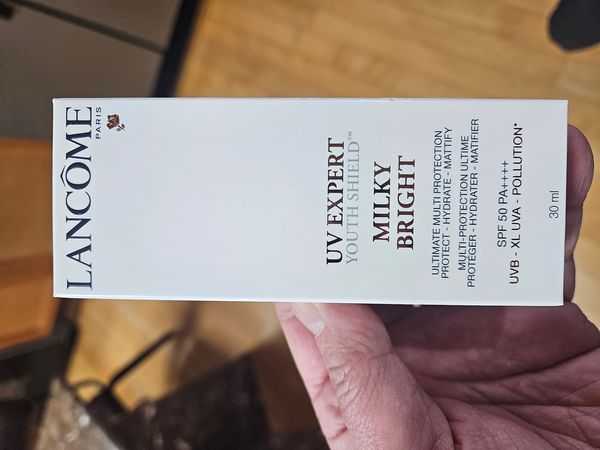 LANCÔME
PARIS
UV EXPERT
YOUTH SHIELD™
MILKY
BRIGHT
ULTIMATE MULTI PROTECTION
PROTECT - HYDRATE - MATTIFY
MULTI-PROTECTION ULTIME
PROTÉGER - HYDRATER - MATIFIER
SPF 50 PA++++
UVB - XL UVA - POLLUTION*
30 ml